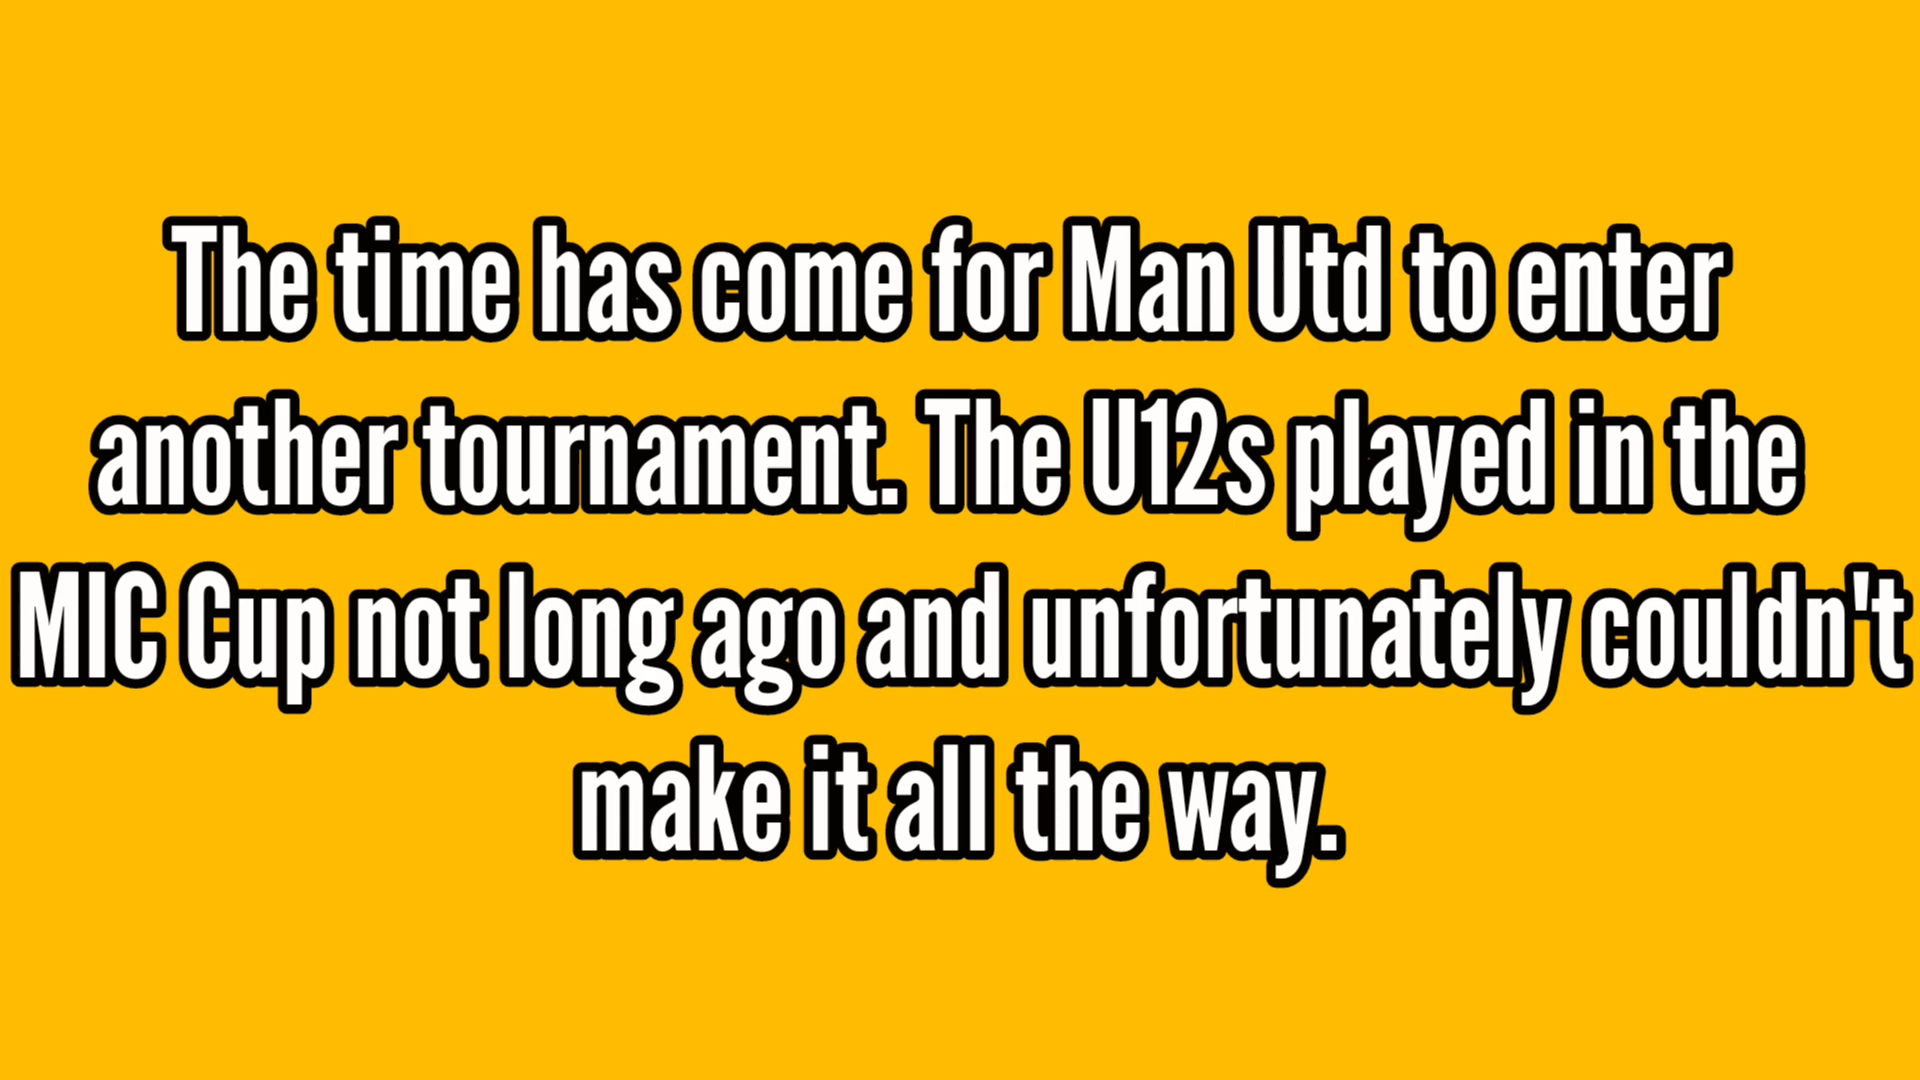 The time has come for Man Utd to enter
another tournament. The U12s played in the
MIC Cup not long ago and unfortunately couldn't
make it all the way.